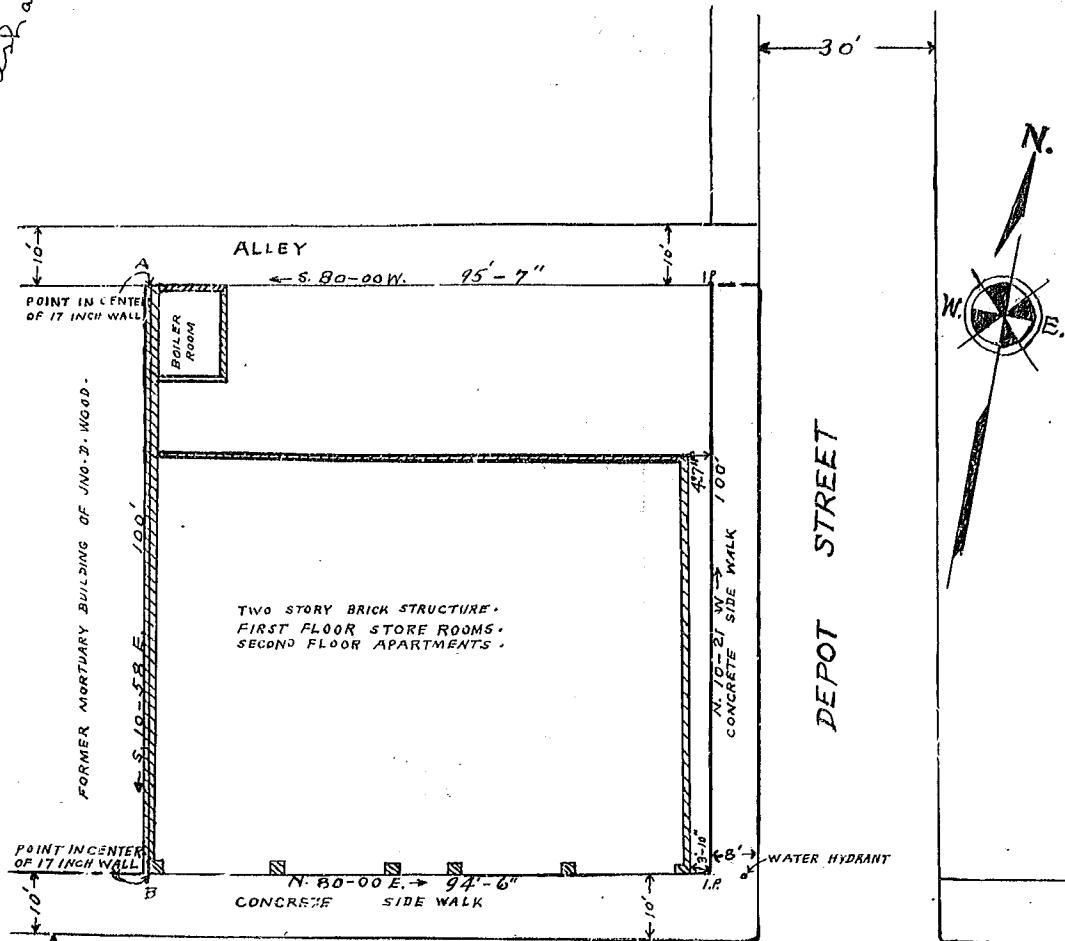 30'
N.
W.
E.
ALLEY
10'
10'
A
← S. 80-00 W. 95'-7"
I.P.
POINT IN CENTER
OF 17 INCH WALL
BOILER
ROOM
FORMER MORTUARY BUILDING OF JNO. D. WOOD.
← S. 10-58 E. 100'
4'-7"
100'
N. 10-21 W →
CONCRETE SIDE WALK
DEPOT STREET
TWO STORY BRICK STRUCTURE.
FIRST FLOOR STORE ROOMS.
SECOND FLOOR APARTMENTS.
POINT IN CENTER
OF 17 INCH WALL
B
3'-10"
8'
WATER HYDRANT
N. 80-00 E. → 94'-6"
I.P.
CONCRETE SIDE WALK
10'
10'